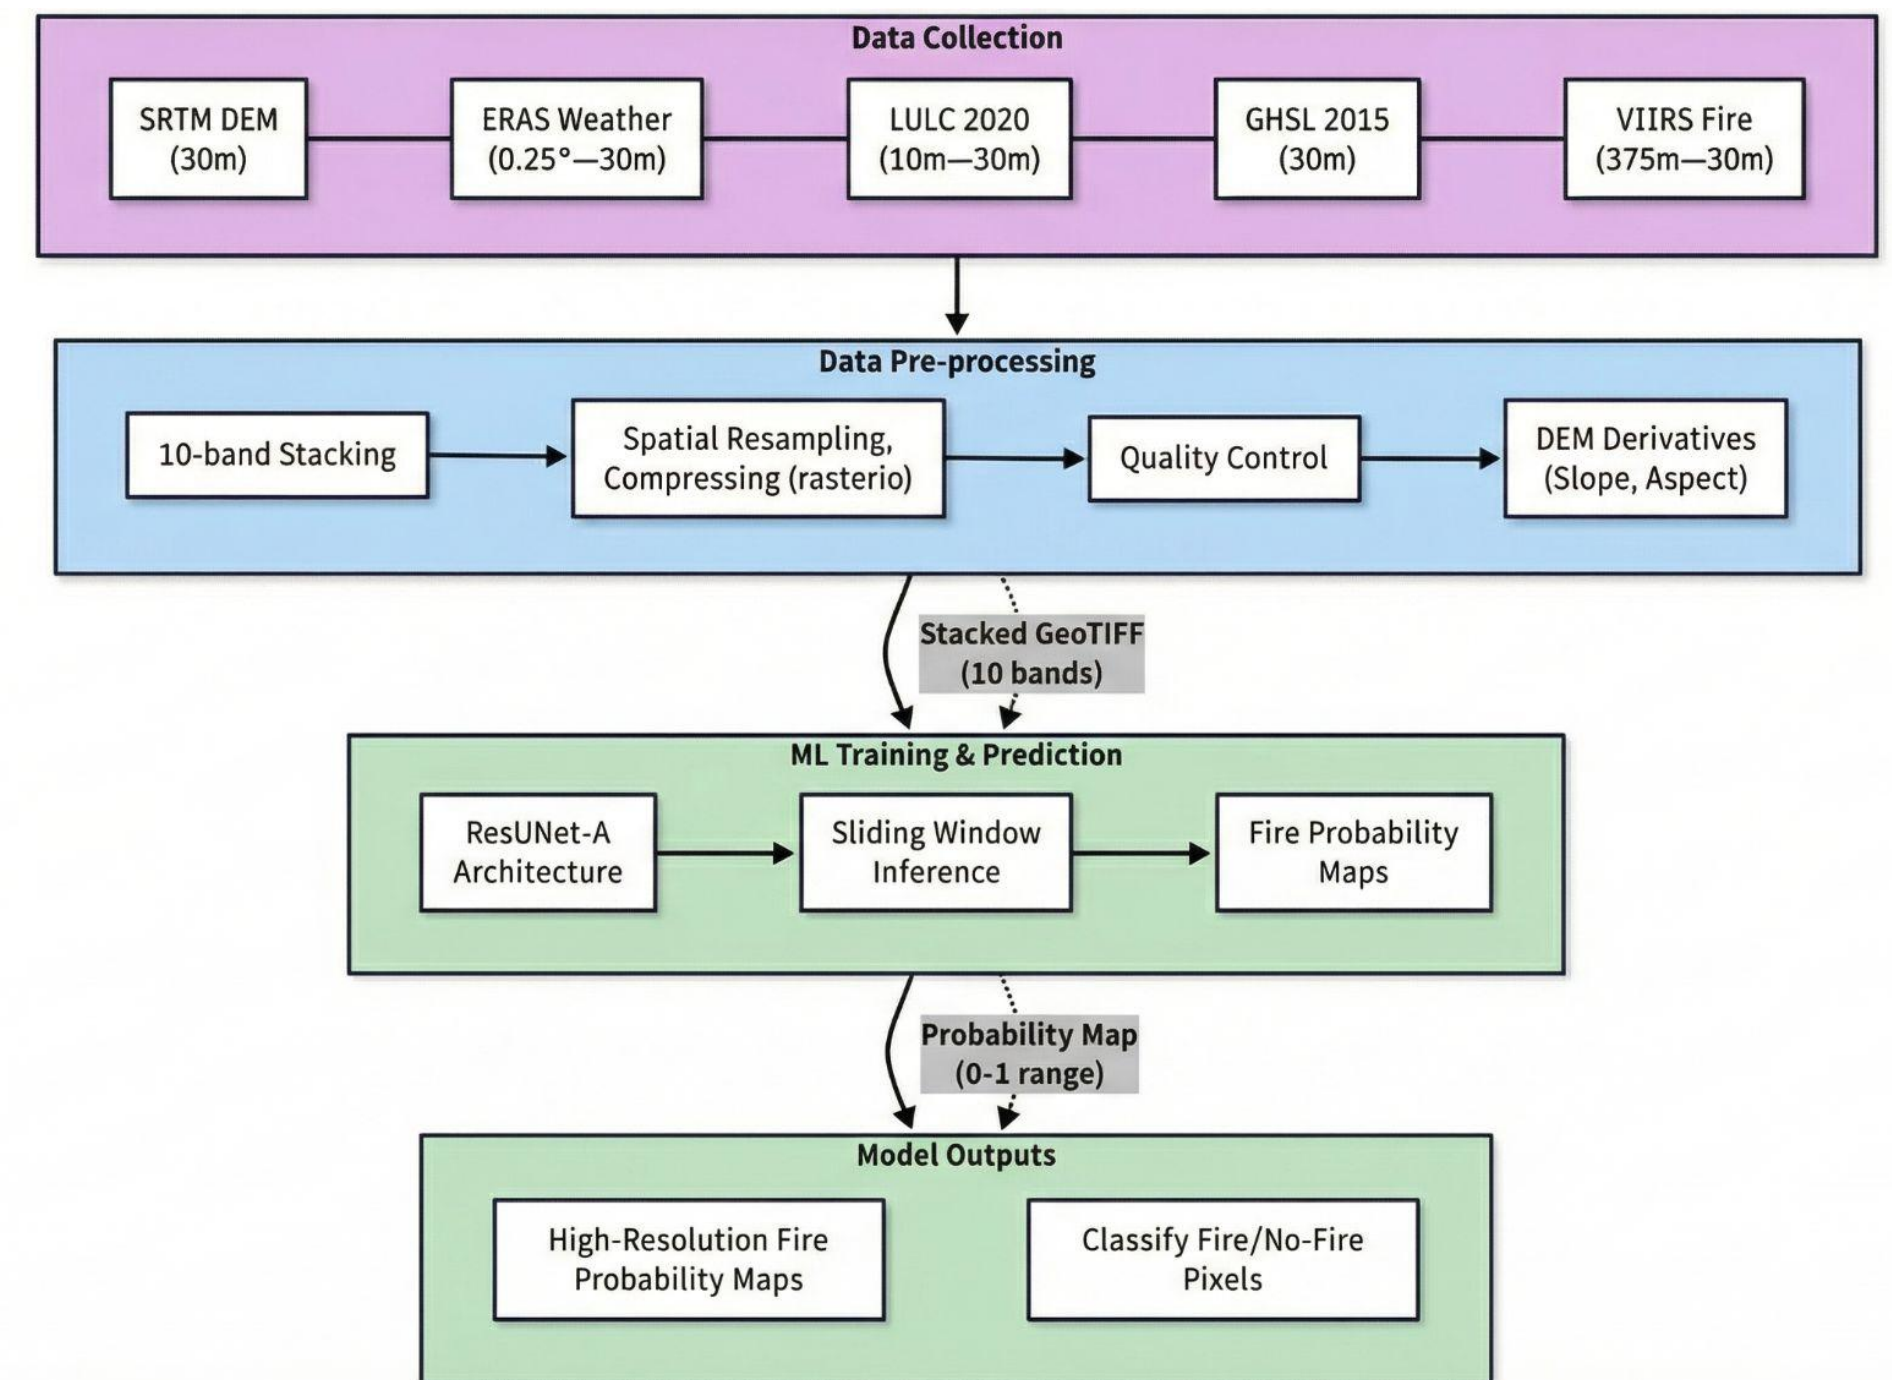 Data Collection
SRTM DEM
(30m)
ERAS Weather
(0.25°—30m)
LULC 2020
(10m—30m)
GHSL 2015
(30m)
VIIRS Fire
(375m—30m)
Data Pre-processing
10-band Stacking
Spatial Resampling,
Compressing (rasterio)
Quality Control
DEM Derivatives
(Slope, Aspect)
Stacked GeoTIFF
(10 bands)
ML Training & Prediction
ResUNet-A
Architecture
Sliding Window
Inference
Fire Probability
Maps
Probability Map
(0-1 range)
Model Outputs
High-Resolution Fire
Probability Maps
Classify Fire/No-Fire
Pixels